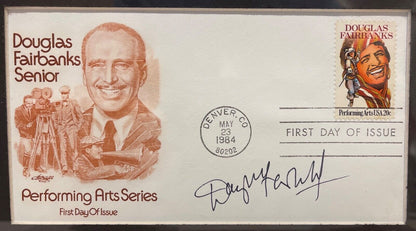 Douglas
Fairbanks
Senior
Performing Arts Series
First Day Of Issue
DENVER, CO
MAY
23
1984
80202
DOUGLAS
FAIRBANKS
Performing Arts USA 20c
FIRST DAY OF ISSUE